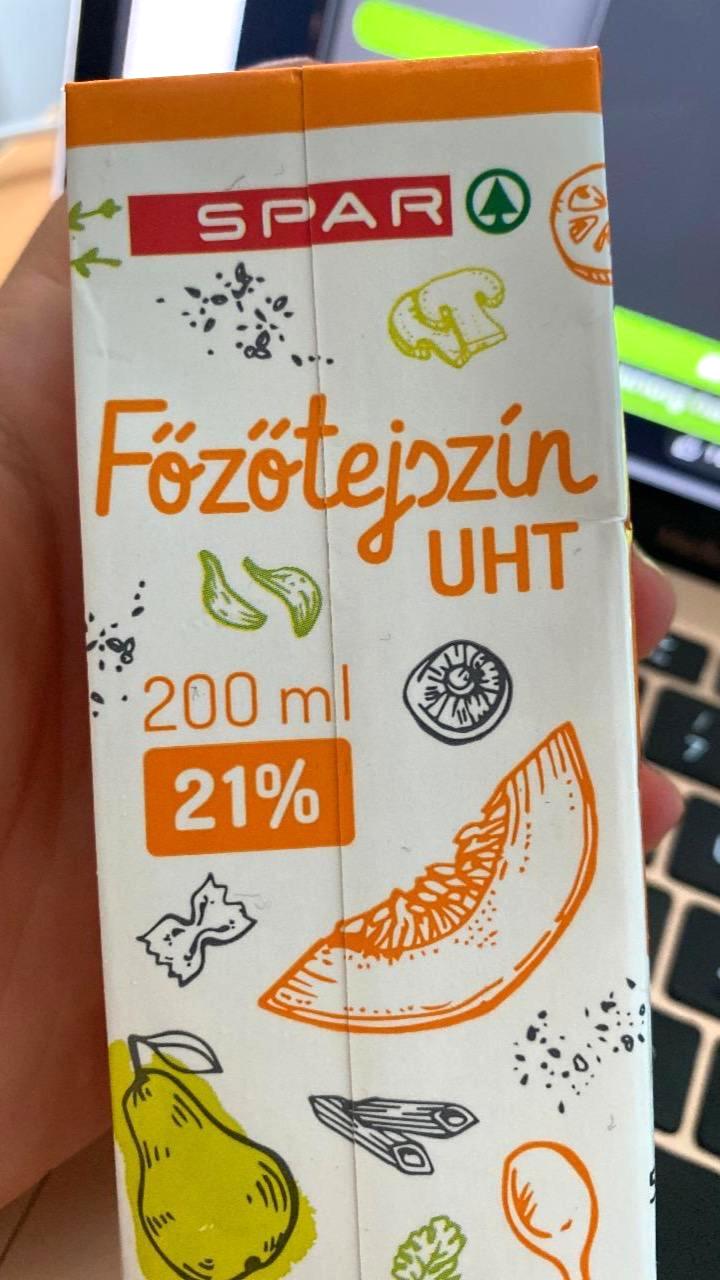 SPAR
Főzőtejszín
UHT
200 ml
21%